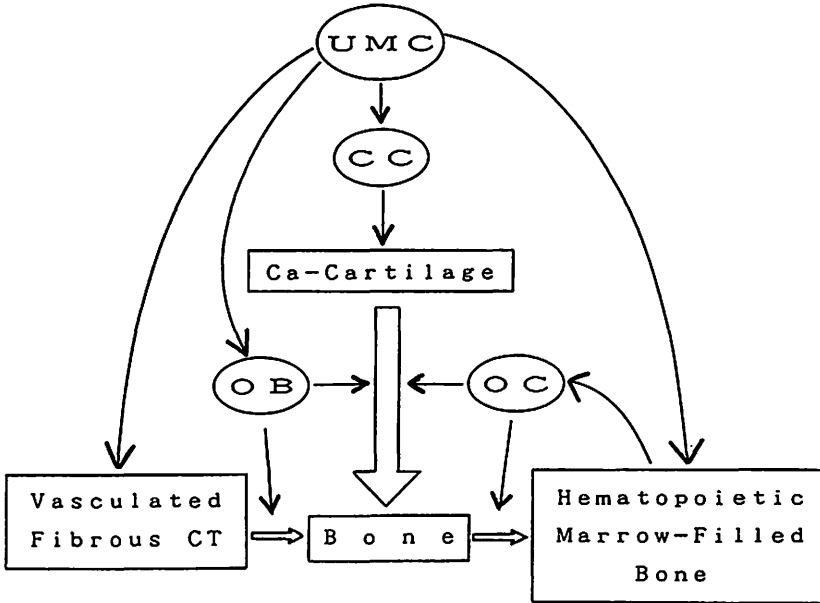 UMC
CC
Ca-Cartilage
OB
OC
Vasculated
Fibrous CT
Bone
Hematopoietic
Marrow-Filled
Bone